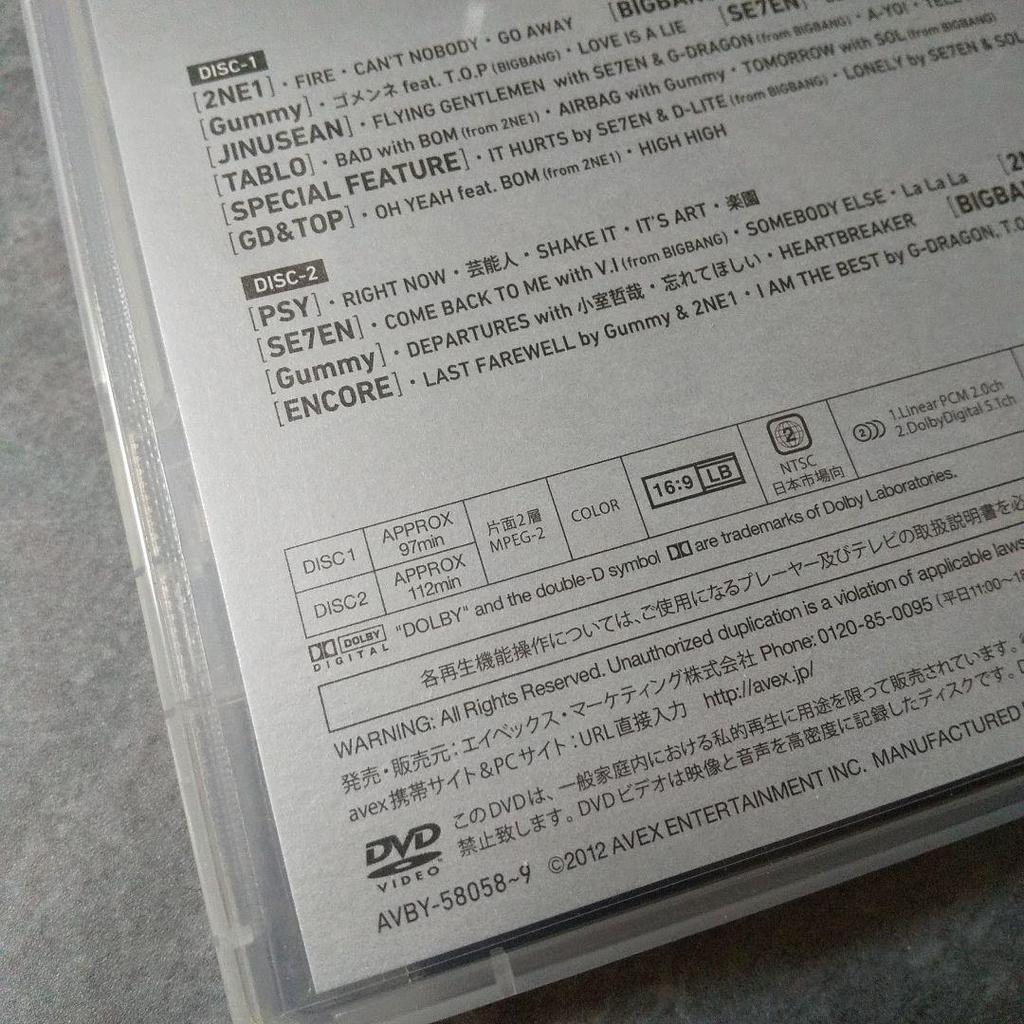 DISC-1 [BIGBAN
[2NE1]・FIRE・CAN'T NOBODY・GO AWAY [SE7EN]
[Gummy]・ゴメンネ feat. T.O.P (BIGBANG)・LOVE IS A LIE
[JINUSEAN]・FLYING GENTLEMEN with SE7EN & G-DRAGON (from BIGBANG)・A-YO!・TELL
[TABLO]・BAD with BOM (from 2NE1)・AIRBAG with Gummy・TOMORROW with SOL (from BIGBANG)
[SPECIAL FEATURE]・IT HURTS by SE7EN & D-LITE (from BIGBANG)・LONELY by SE7EN & SOL
[GD&TOP]・OH YEAH feat. BOM (from 2NE1)・HIGH HIGH
DISC-2
[PSY]・RIGHT NOW・芸能人・SHAKE IT・IT'S ART・楽園 [2N
[SE7EN]・COME BACK TO ME with V.I (from BIGBANG)・SOMEBODY ELSE・La La La [BIGBA
[Gummy]・DEPARTURES with 小室哲哉・忘れてほしい・HEARTBREAKER
[ENCORE]・LAST FAREWELL by Gummy & 2NE1・I AM THE BEST by G-DRAGON, T.O
DISC1 APPROX 97min
DISC2 APPROX 112min
片面2層 MPEG-2
COLOR
16:9 LB
2 NTSC 日本市場向
2 1.Linear PCM 2.0ch
2.DolbyDigital 5.1ch
DOLBY DIGITAL "DOLBY" and the double-D symbol are trademarks of Dolby Laboratories.
各再生機能操作については、ご使用になるプレーヤー及びテレビの取扱説明書を必
WARNING: All Rights Reserved. Unauthorized duplication is a violation of applicable laws
発売・販売元:エイベックス・マーケティング株式会社 Phone: 0120-85-0095 (平日11:00〜18
avex携帯サイト&PCサイト:URL直接入力 http://avex.jp/
このDVDは、一般家庭内における私的再生に用途を限って販売されています。
禁止致します。DVDビデオは映像と音声を高密度に記録したディスクです。
DVD VIDEO
AVBY-58058~9 ©2012 AVEX ENTERTAINMENT INC. MANUFACTURED